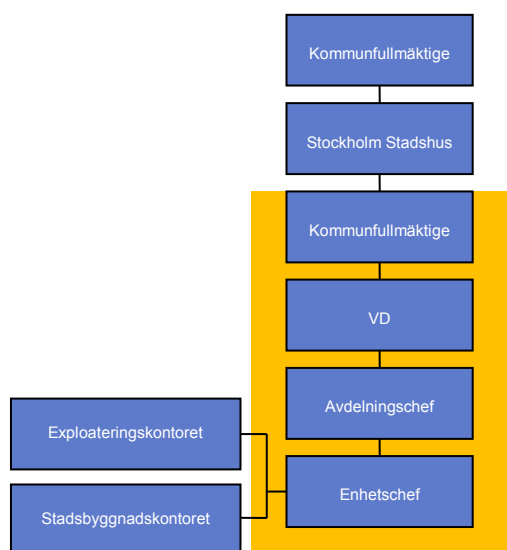 Kommunfullmäktige
Stockholm Stadshus
Kommunfullmäktige
VD
Avdelningschef
Exploateringskontoret
Enhetschef
Stadsbyggnadskontoret